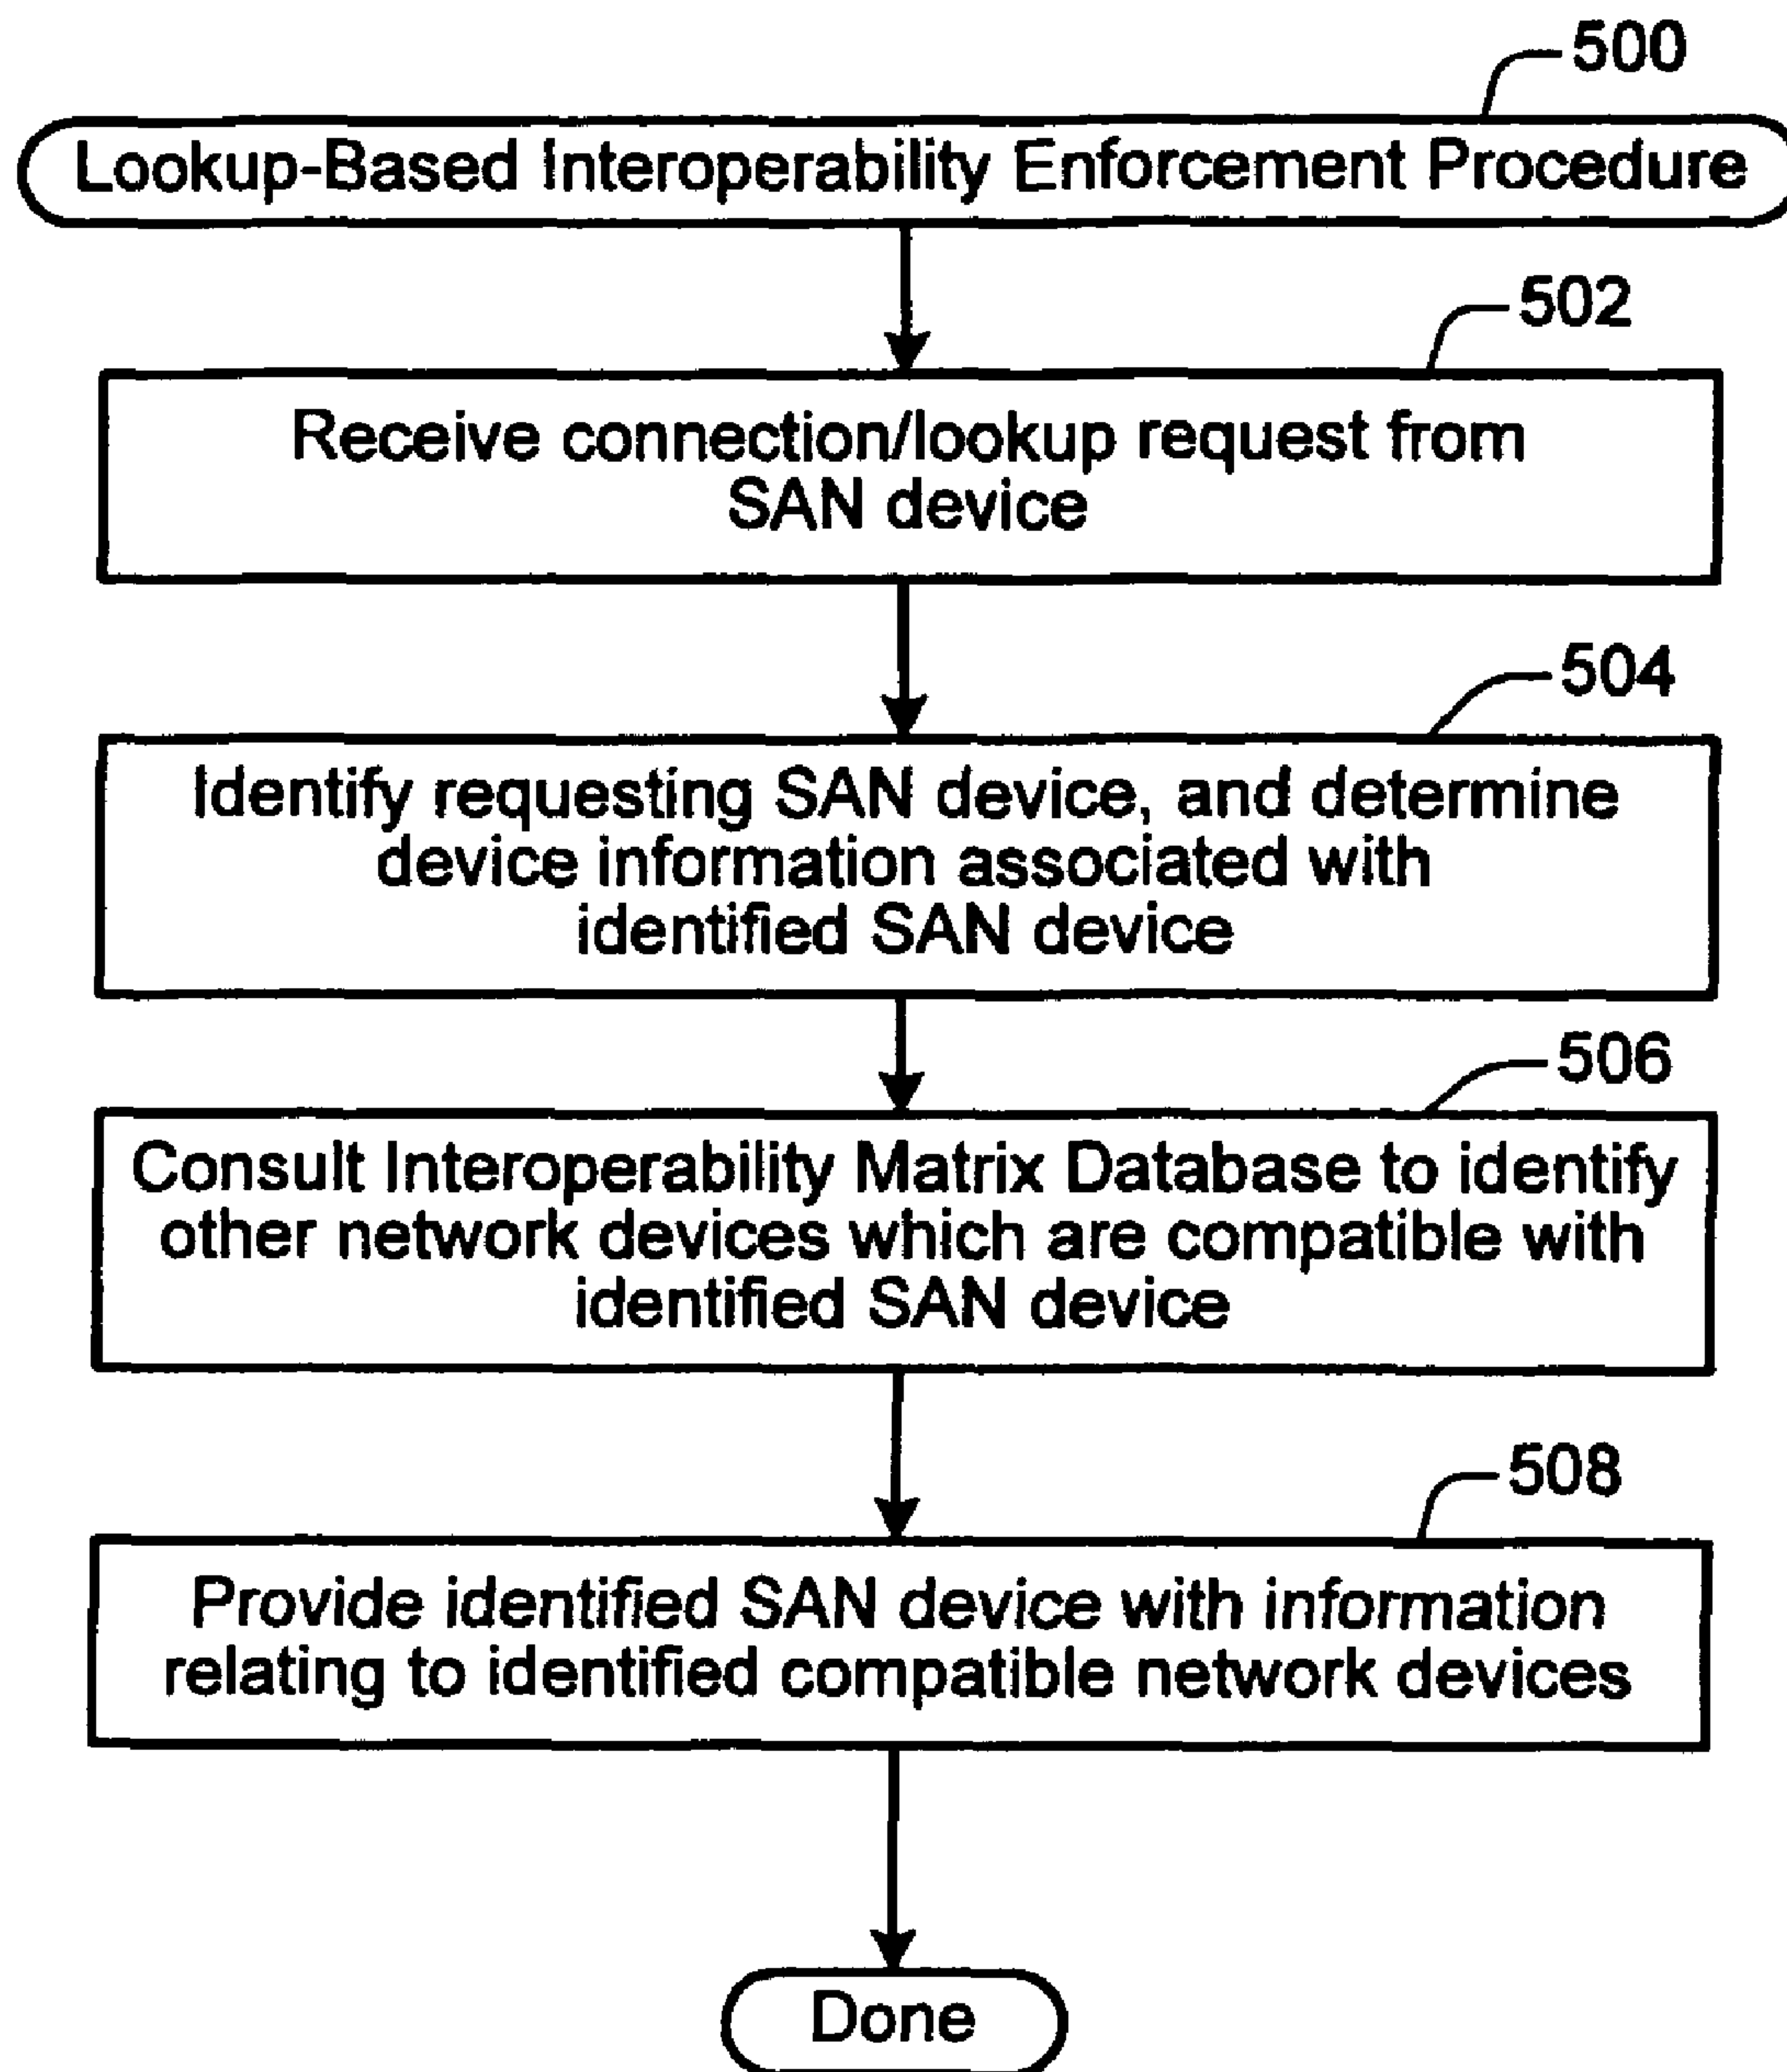 500
Lookup-Based Interoperability Enforcement Procedure
502
Receive connection/lookup request from
SAN device
504
Identify requesting SAN device, and determine
device information associated with
identified SAN device
506
Consult Interoperability Matrix Database to identify
other network devices which are compatible with
identified SAN device
508
Provide identified SAN device with information
relating to identified compatible network devices
Done